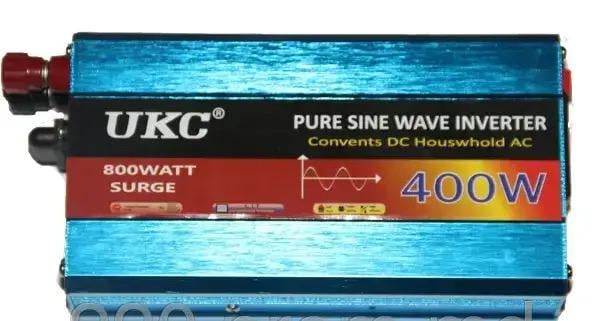 UKC®
PURE SINE WAVE INVERTER
Convents DC Houswhold AC
800WATT
SURGE
400W